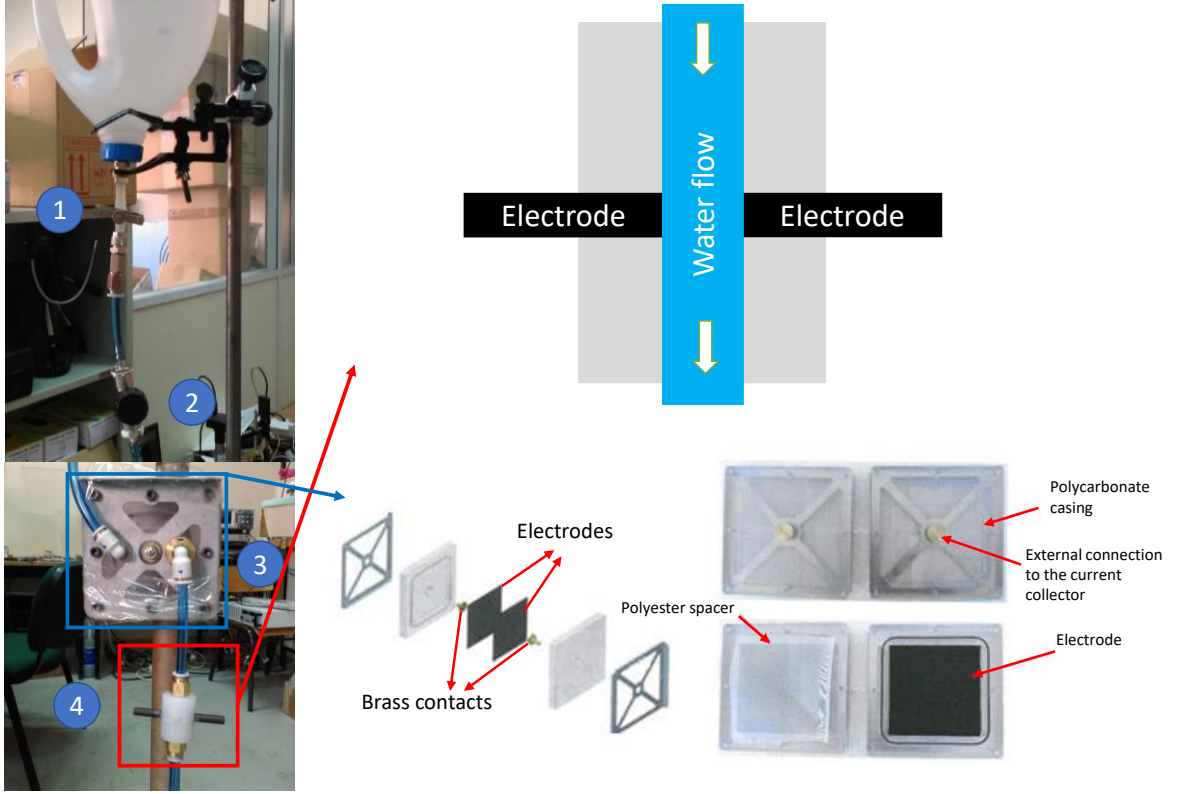 1
2
3
4
Electrode
Water flow
Electrode
Electrodes
Brass contacts
Polyester spacer
Polycarbonate
casing
External connection
to the current
collector
Electrode